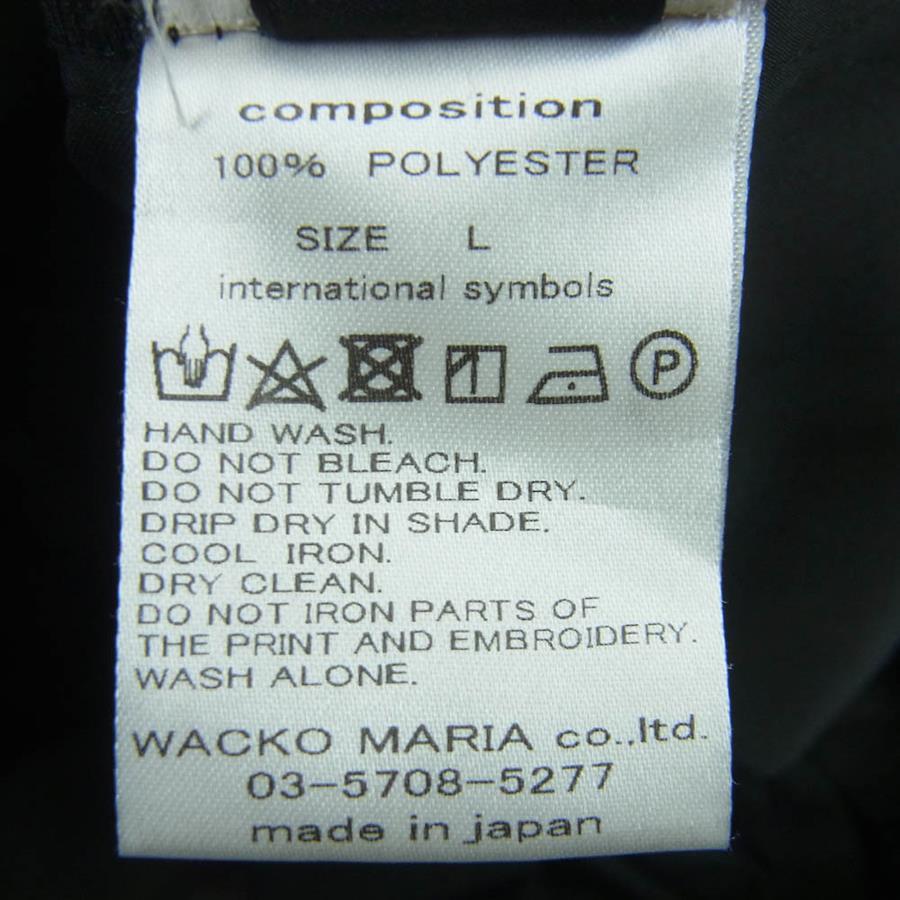 composition
100% POLYESTER
SIZE L
international symbols
P
HAND WASH.
DO NOT BLEACH.
DO NOT TUMBLE DRY.
DRIP DRY IN SHADE.
COOL IRON.
DRY CLEAN.
DO NOT IRON PARTS OF
THE PRINT AND EMBROIDERY.
WASH ALONE.
WACKO MARIA co.,ltd.
03-5708-5277
made in japan